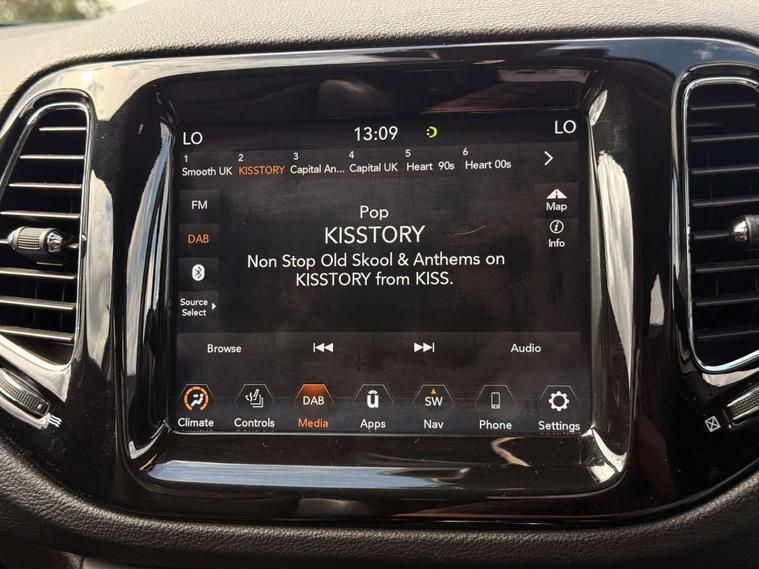 LO 13:09 LO
1 2 3 4 5 6
Smooth UK KISSTORY Capital An... Capital UK Heart 90s Heart 00s
FM
Map
DAB
Info
Pop
KISSTORY
Non Stop Old Skool & Anthems on
KISSTORY from KISS.
Source
Select
Browse Audio
DAB SW
Climate Controls Media Apps Nav Phone Settings